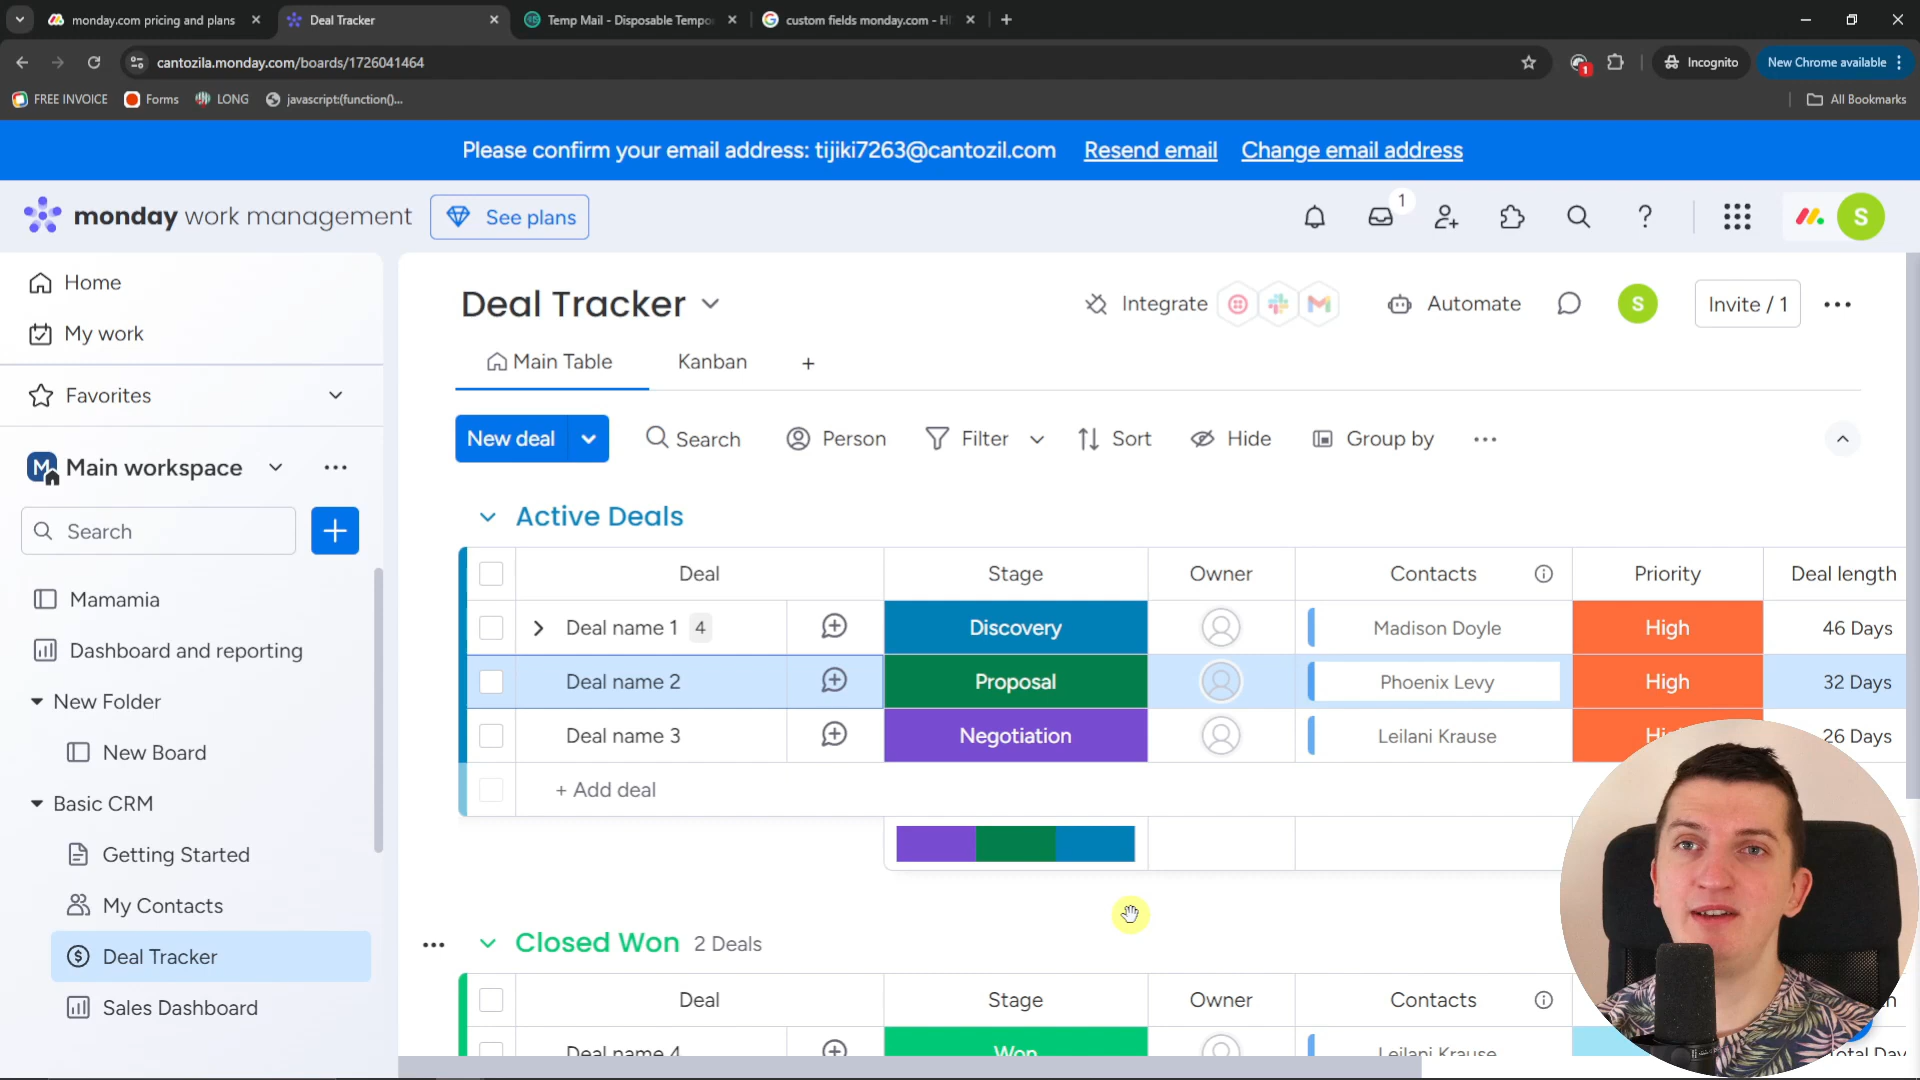 monday.com pricing and plans
Deal Tracker
Temp Mail - Disposable Tempo
custom fields monday.com - H
cantozila.monday.com/boards/1726041464
1
Incognito
New Chrome available
FREE INVOICE
Forms
LONG
javascript:(function()...
All Bookmarks
Please confirm your email address: tijiki7263@cantozil.com
Resend email
Change email address
monday work management
See plans
1
S
Home
My work
Favorites
M
Main workspace
Search
Mamamia
Dashboard and reporting
New Folder
New Board
Basic CRM
Getting Started
My Contacts
Deal Tracker
Sales Dashboard
Deal Tracker
Integrate
Automate
S
Invite / 1
Main Table
Kanban
New deal
Search
Person
Filter
Sort
Hide
Group by
Active Deals
Deal Stage Owner Contacts Priority Deal length
Deal name 1 4 Discovery Madison Doyle High 46 Days
Deal name 2 Proposal Phoenix Levy High 32 Days
Deal name 3 Negotiation Leilani Krause 26 Days
+ Add deal
Closed Won 2 Deals
Deal Stage Owner Contacts
Deal name 4 Won Leilani Krause